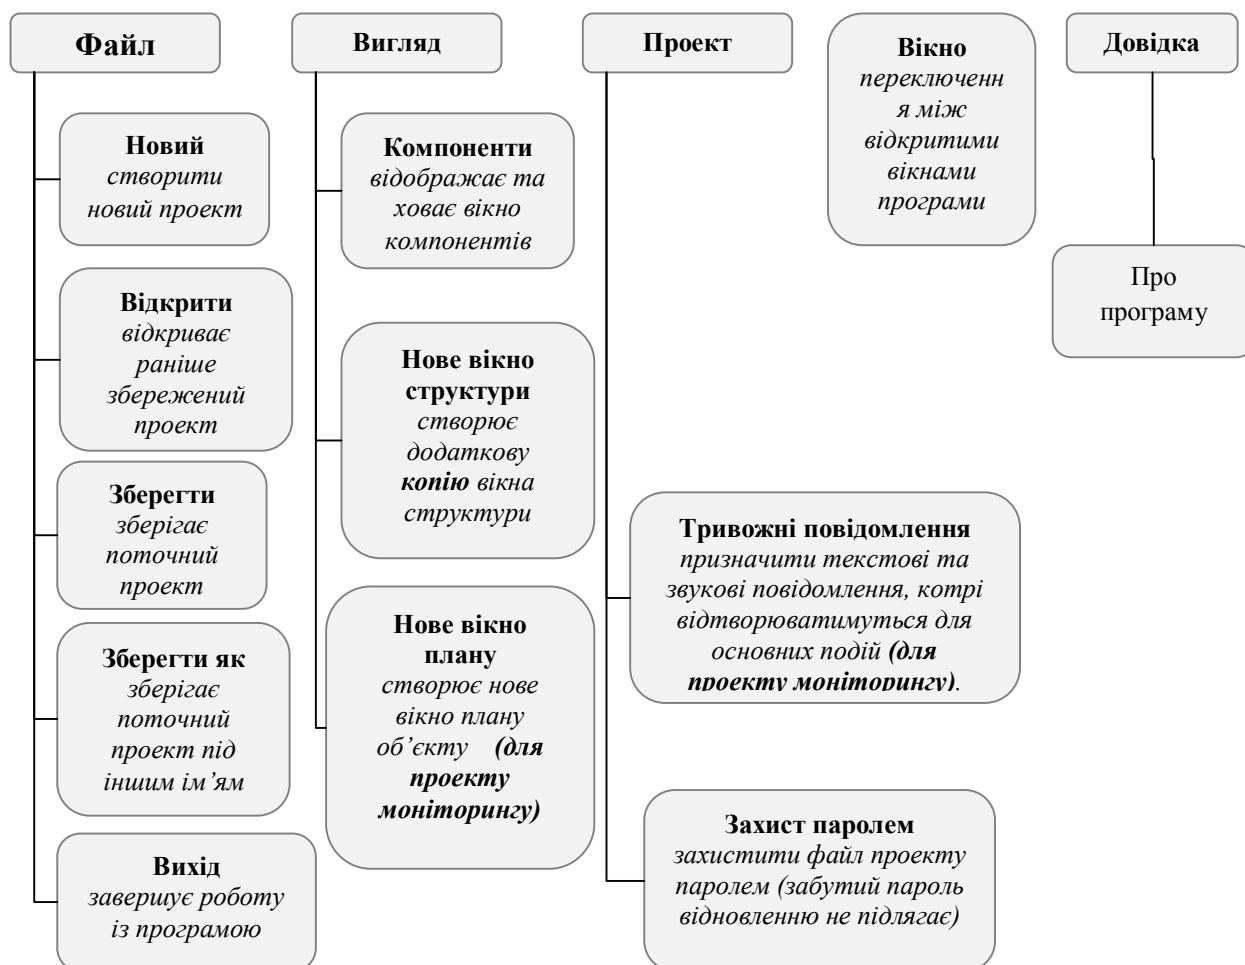 Файл
Новий
створити
новий проект
Відкрити
відкриває
раніше
збережений
проект
Зберегти
зберігає
поточний
проект
Зберегти як
зберігає
поточний
проект під
іншим ім’ям
Вихід
завершує роботу
із програмою
Вигляд
Компоненти
відображає та
ховає вікно
компонентів
Нове вікно
структури
створює
додаткову
копію вікна
структури
Нове вікно
плану
створює нове
вікно плану
об’єкту (для
проекту
моніторингу)
Проект
Тривожні повідомлення
призначити текстові та
звукові повідомлення, котрі
відтворюватимуться для
основних подій (для
проекту моніторингу).
Захист паролем
захистити файл проекту
паролем (забутий пароль
відновленню не підлягає)
Вікно
переключенн
я між
відкритими
вікнами
програми
Довідка
Про
програму